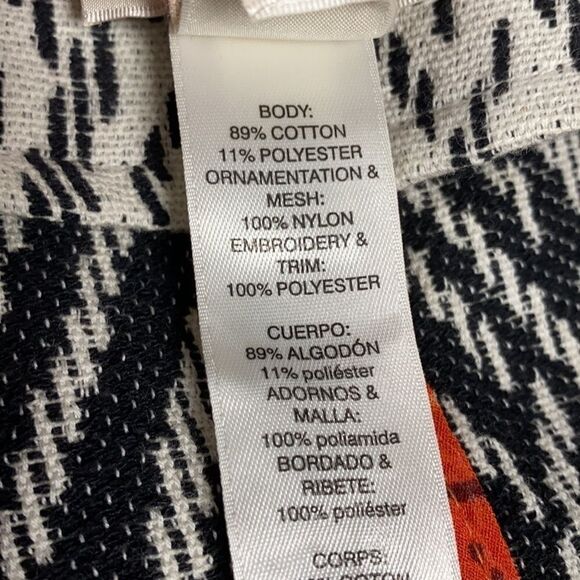 BODY:
89% COTTON
11% POLYESTER
ORNAMENTATION &
MESH:
100% NYLON
EMBROIDERY &
TRIM:
100% POLYESTER
CUERPO:
89% ALGODÓN
11% poliéster
ADORNOS &
MALLA:
100% poliamida
BORDADO &
RIBETE:
100% poliéster
CORPS: